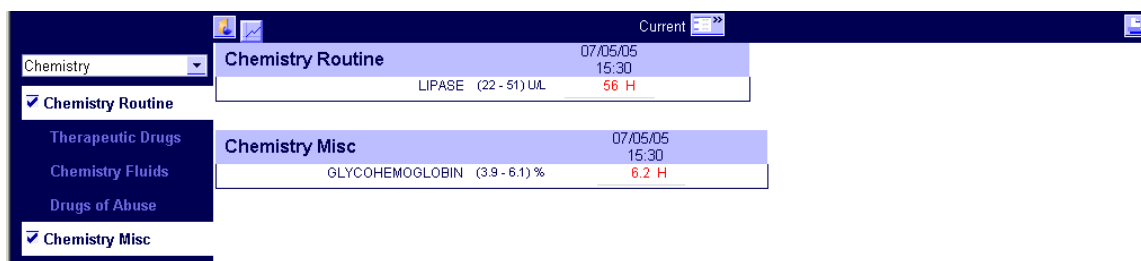 Current
Chemistry
Chemistry Routine
Therapeutic Drugs
Chemistry Fluids
Drugs of Abuse
Chemistry Misc
Chemistry Routine 07/05/05
15:30
LIPASE (22 - 51) U/L 56 H
Chemistry Misc 07/05/05
15:30
GLYCOHEMOGLOBIN (3.9 - 6.1) % 6.2 H